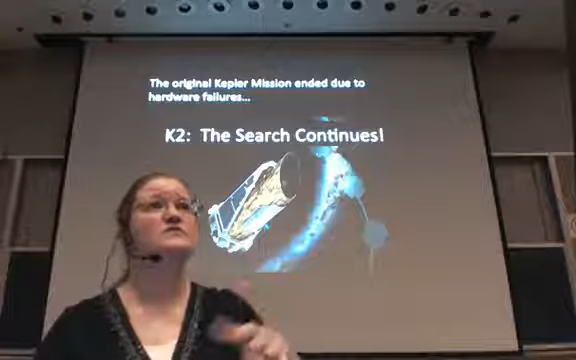 The original Kepler Mission ended due to
hardware failures...
K2: The Search Continues!